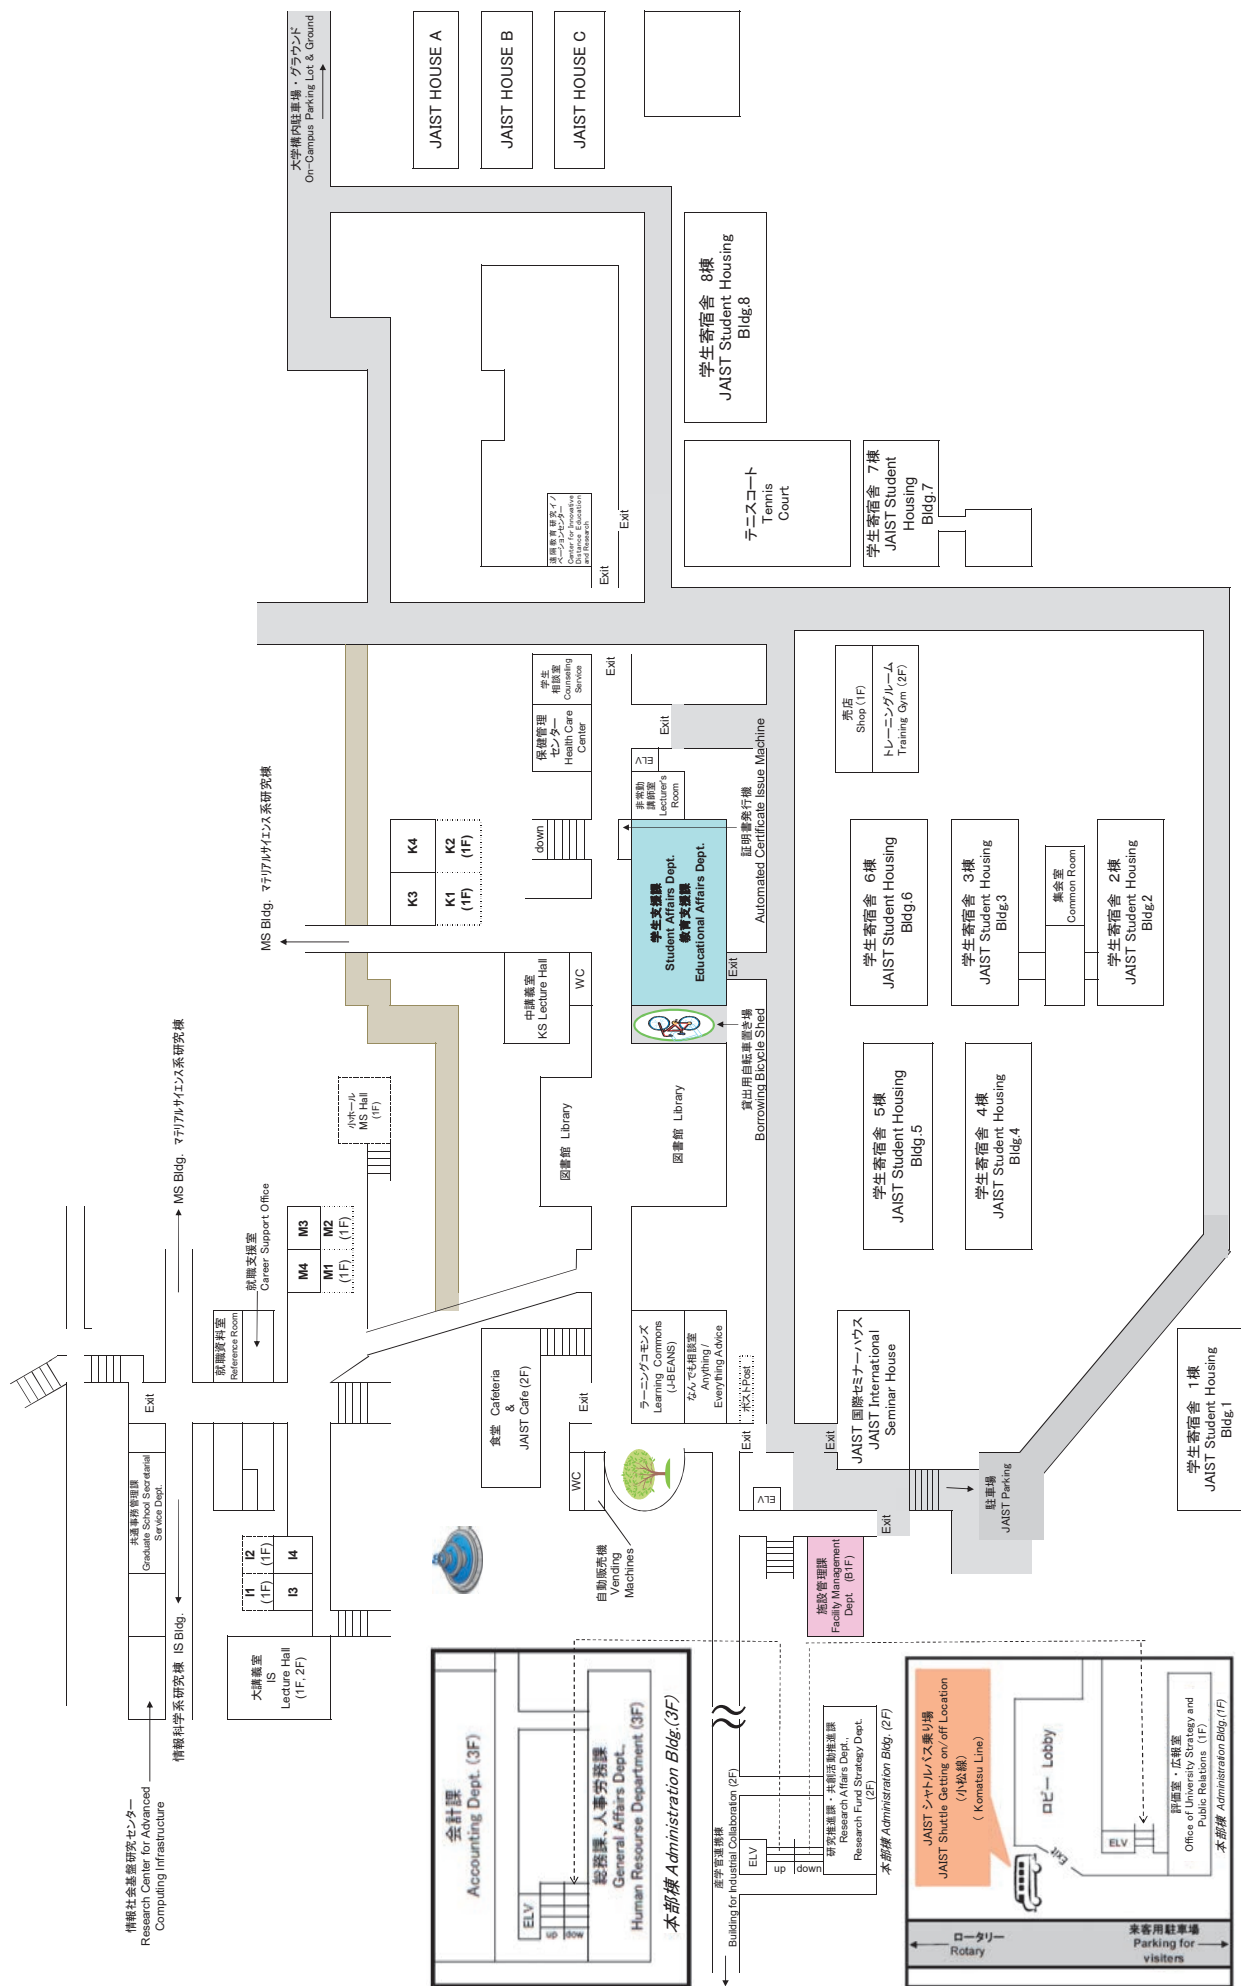 情報社会基盤研究センター
Research Center for Advanced
Computing Infrastructure
情報科学系研究棟 IS Bldg.
共通事務管理課
Graduate School Secretarial
Service Dept.
Exit
MS Bldg. マテリアルサイエンス系研究棟
就職支援室
Career Support Office
就職資料室
Reference Room
大講義室
IS
Lecture Hall
(1F, 2F)
I1
(1F)
I2
(1F)
I3
I4
M4
M3
M1
(1F)
M2
(1F)
小ホール
MS Hall
(1F)
MS Bldg. マテリアルサイエンス系研究棟
K3
K4
K1
(1F)
K2
(1F)
大学構内駐車場・グラウンド
On-Campus Parking Lot & Ground
JAIST HOUSE A
JAIST HOUSE B
JAIST HOUSE C
会計課
Accounting Dept. (3F)
ELV
up
dow
総務課、人事労務課
General Affairs Dept.,
Human Resourse Department (3F)
本部棟 Administration Bldg.(3F)
食堂 Cafeteria
&
JAIST Cafe (2F)
WC
Exit
自動販売機
Vending
Machines
図書館 Library
中講義室
KS Lecture Hall
WC
down
保健管理
センター
Health Care
Center
学生
相談室
Counseling
Service
Exit
遠隔教育研究イノ
ベーションセンター
Center for Innovative
Distance Education
and Research
Exit
Exit
ラーニングコモンズ
Learning Commons
(J-BEANS)
なんでも相談室
Anything /
Everything Advice
ポストPost
Exit
図書館 Library
貸出用自転車置き場
Borrowing Bicycle Shed
学生支援課
Student Affairs Dept.
教育支援課
Educational Affairs Dept.
Exit
非常勤
講師室
Lecturer's
Room
ELV
Exit
証明書発行機
Automated Certificate Issue Machine
学生寄宿舎 8棟
JAIST Student Housing
Bldg.8
テニスコート
Tennis
Court
学生寄宿舎 7棟
JAIST Student
Housing
Bldg.7
産学官連携棟
Building for Industrial Collaboration (2F)
ELV
up
down
研究推進課・共創活動推進課
Research Affairs Dept.,
Research Fund Strategy Dept.
(2F)
本部棟 Administration Bldg. (2F)
ELV
施設管理課
Facility Management
Dept. (B1F)
Exit
Exit
JAIST 国際セミナーハウス
JAIST International
Seminar House
駐車場
JAIST Parking
売店
Shop (1F)
トレーニングルーム
Training Gym (2F)
学生寄宿舎 6棟
JAIST Student Housing
Bldg.6
学生寄宿舎 5棟
JAIST Student Housing
Bldg.5
学生寄宿舎 3棟
JAIST Student Housing
Bldg.3
学生寄宿舎 4棟
JAIST Student Housing
Bldg.4
集会室
Common Room
学生寄宿舎 2棟
JAIST Student Housing
Bldg.2
学生寄宿舎 1棟
JAIST Student Housing
Bldg.1
JAIST シャトルバス乗り場
JAIST Shuttle Getting on/off Location
(小松線)
( Komatsu Line)
ロビー Lobby
Exit
ELV
評価室・広報室
Office of University Strategy and
Public Relations (1F)
本部棟 Administration Bldg.(1F)
ロータリー
Rotary
来客用駐車場
Parking for
visiters